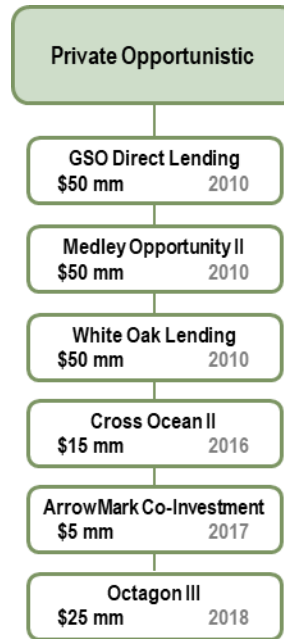 Private Opportunistic
GSO Direct Lending
$50 mm 2010
Medley Opportunity II
$50 mm 2010
White Oak Lending
$50 mm 2010
Cross Ocean II
$15 mm 2016
ArrowMark Co-Investment
$5 mm 2017
Octagon III
$25 mm 2018